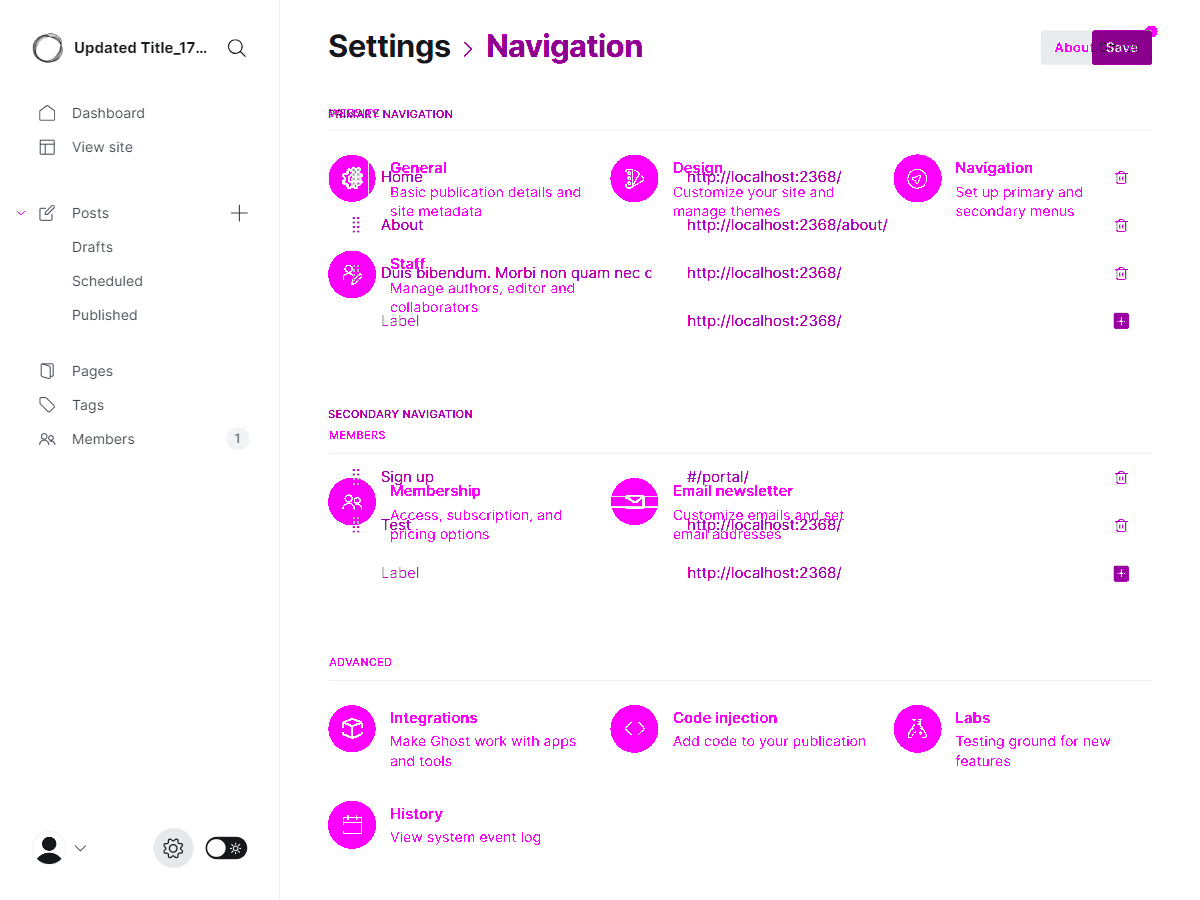 Updated Title_17...
Settings › Navigation
About
Save
Dashboard
View site
Posts
Drafts
Scheduled
Published
Pages
Tags
Members
1
PRIMARY NAVIGATION
WEBSITE
General
Basic publication details and
site metadata
Design
Customize your site and
manage themes
Navigation
Set up primary and
secondary menus
Home
http://localhost:2368/
About
http://localhost:2368/about/
Staff
Manage authors, editor and
collaborators
Duis bibendum. Morbi non quam nec d
http://localhost:2368/
Label
http://localhost:2368/
SECONDARY NAVIGATION
MEMBERS
Sign up
#/portal/
Membership
Access, subscription, and
pricing options
Email newsletter
Customize emails and set
email addresses
Test
http://localhost:2368/
Label
http://localhost:2368/
ADVANCED
Integrations
Make Ghost work with apps
and tools
Code injection
Add code to your publication
Labs
Testing ground for new
features
History
View system event log